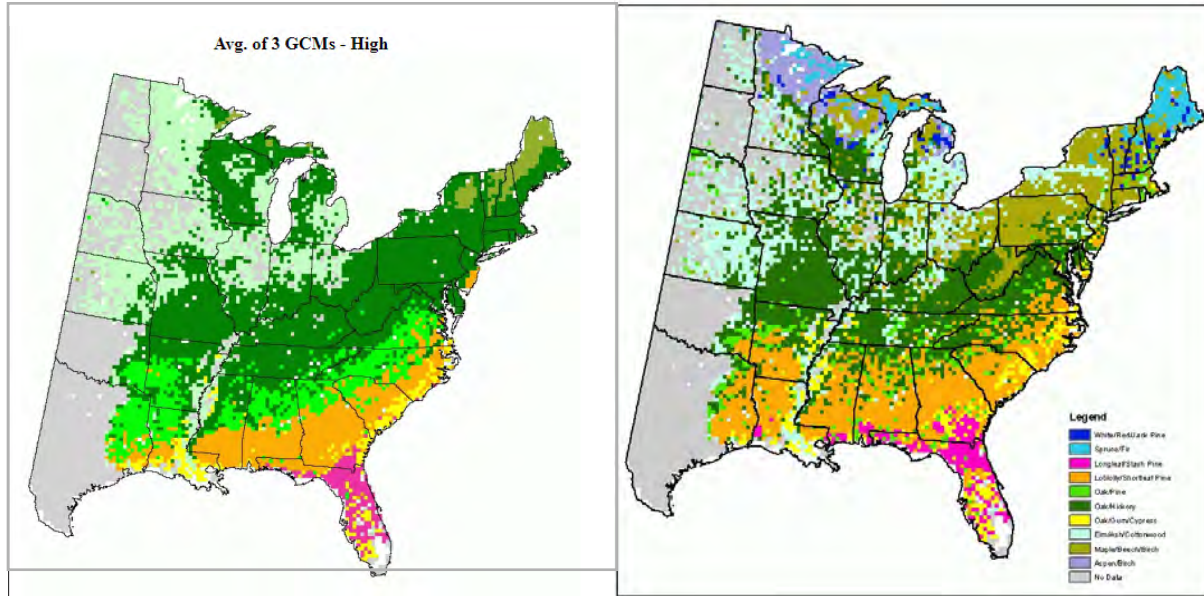 Avg. of 3 GCMs - High
Legend
White/Red/Jack Pine
Spruce/Fir
Longleaf/Slash Pine
Loblolly/Shortleaf Pine
Oak/Pine
Oak/Hickory
Oak/Gum/Cypress
Elm/Ash/Cottonwood
Maple/Beech/Birch
Aspen/Birch
No Data